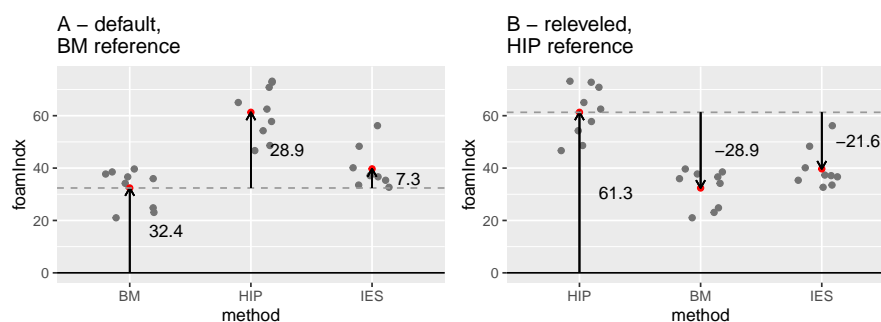 A – default,
BM reference
foamIndx
60
40
20
0
32.4
28.9
7.3
BM HIP IES
method
B – releveled,
HIP reference
foamIndx
60
40
20
0
61.3
−28.9
−21.6
HIP BM IES
method